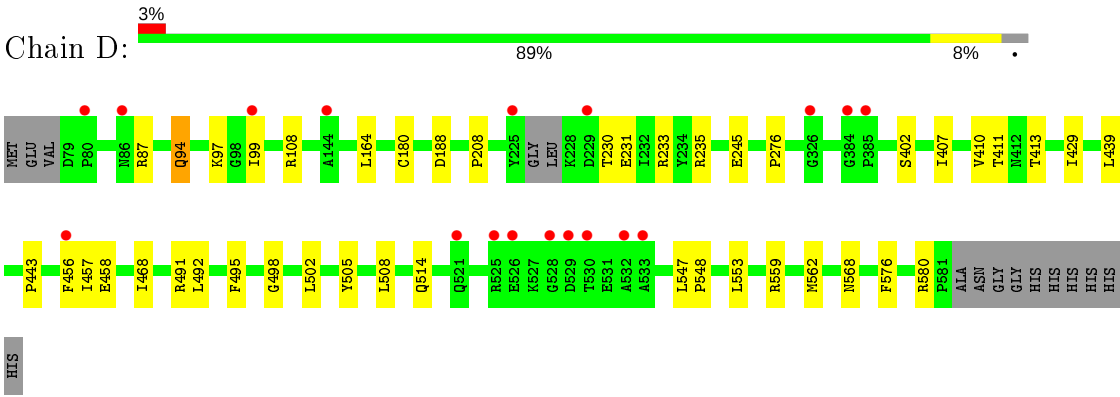 3%
Chain D:
89% 8% •
MET GLU VAL D79 P80 N86 R87 Q94 K97 G98 I99 R108 A144 L164 C180 D188 P208 Y225 GLY LEU K228 D229 T230 E231 I232 R233 Y234 R235 E245 P276 G326 G384 P385 S402 I407 V410 T411 N412 T413 I429 L439
P443 F456 I457 E458 I468 R491 L492 F495 G498 L502 Y505 L508 Q514 Q521 R525 E526 K527 G528 D529 T530 E531 A532 A533 L547 P548 L553 R559 M562 N568 F576 R580 P581 ALA ASN GLY GLY HIS HIS HIS HIS HIS
HIS